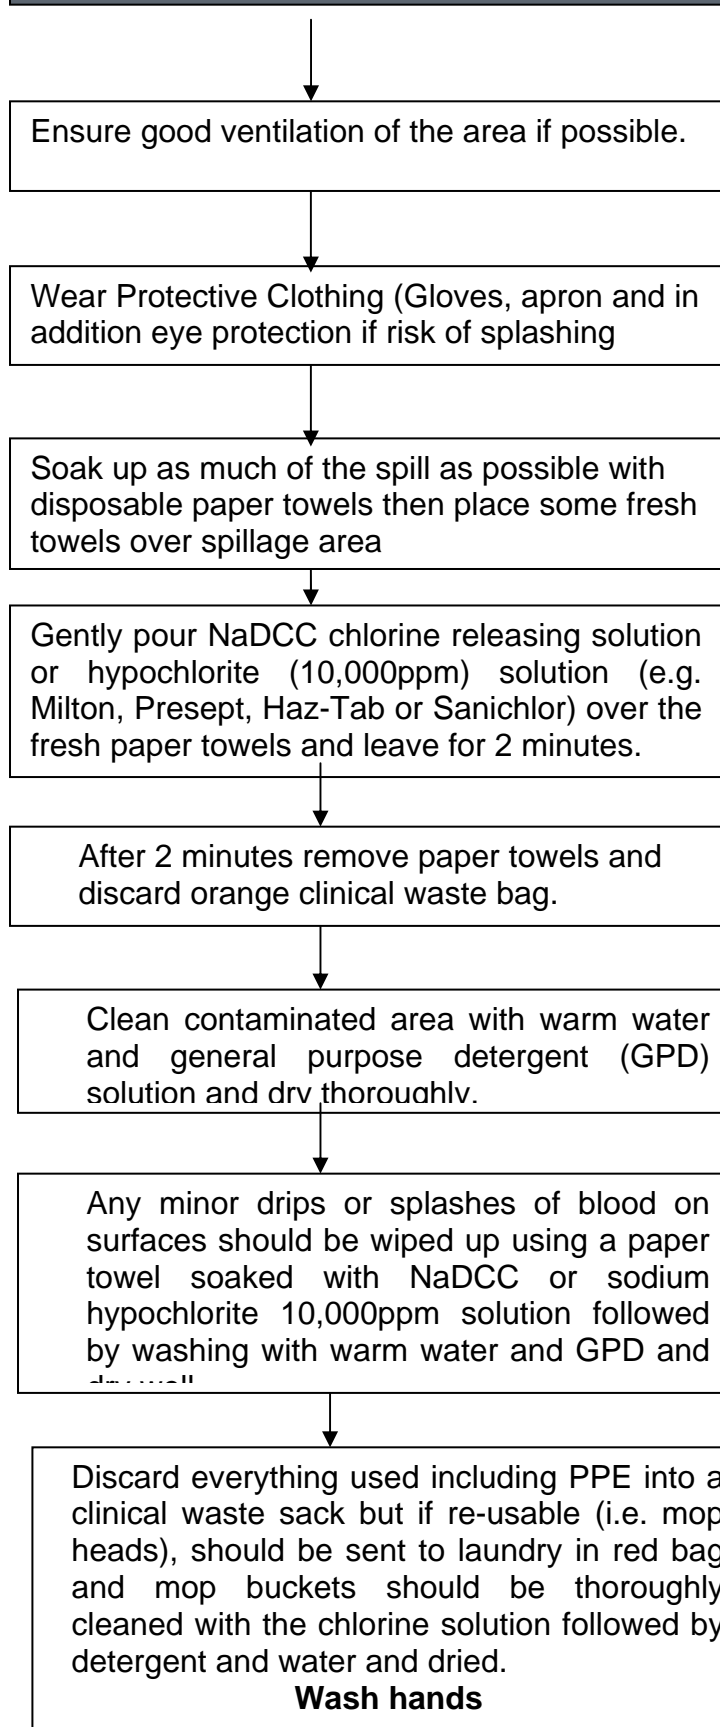 Ensure good ventilation of the area if possible.
Wear Protective Clothing (Gloves, apron and in
addition eye protection if risk of splashing
Soak up as much of the spill as possible with
disposable paper towels then place some fresh
towels over spillage area
Gently pour NaDCC chlorine releasing solution
or hypochlorite (10,000ppm) solution (e.g.
Milton, Presept, Haz-Tab or Sanichlor) over the
fresh paper towels and leave for 2 minutes.
After 2 minutes remove paper towels and
discard orange clinical waste bag.
Clean contaminated area with warm water
and general purpose detergent (GPD)
solution and dry thoroughly.
Any minor drips or splashes of blood on
surfaces should be wiped up using a paper
towel soaked with NaDCC or sodium
hypochlorite 10,000ppm solution followed
by washing with warm water and GPD and
dry well
Discard everything used including PPE into a
clinical waste sack but if re-usable (i.e. mop
heads), should be sent to laundry in red bag
and mop buckets should be thoroughly
cleaned with the chlorine solution followed by
detergent and water and dried.
Wash hands